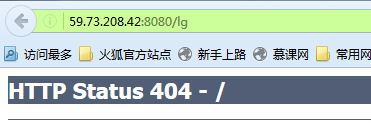 59.73.208.42:8080/lg
访问最多 火狐官方站点 新手上路 慕课网 常用网
HTTP Status 404 - /